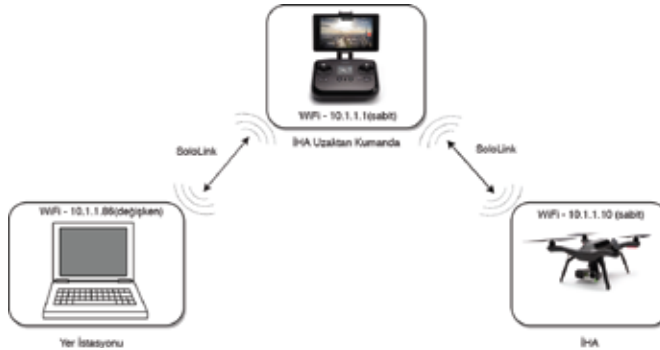 WiFi - 10.1.1.1(sabit)
İHA Uzaktan Kumanda
SoloLink
SoloLink
WiFi - 10.1.1.86(değişken)
WiFi - 10.1.1.10 (sabit)
Yer İstasyonu
İHA